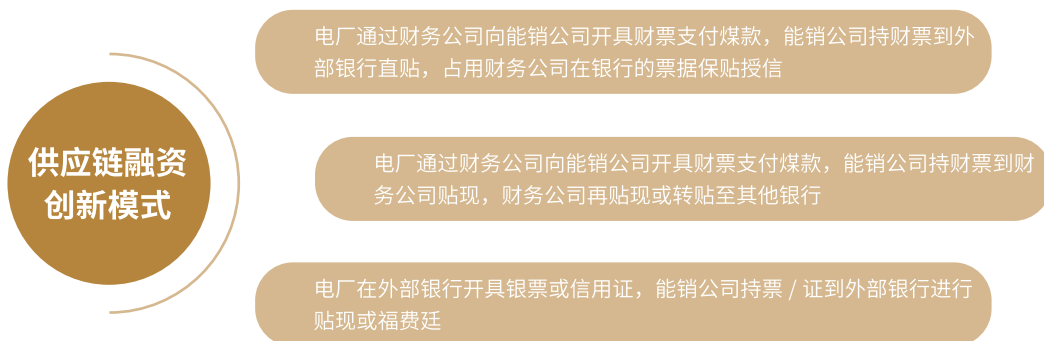 供应链融资
创新模式
电厂通过财务公司向能销公司开具财票支付煤款，能销公司持财票到外
部银行直贴，占用财务公司在银行的票据保贴授信
电厂通过财务公司向能销公司开具财票支付煤款，能销公司持财票到财
务公司贴现，财务公司再贴现或转贴至其他银行
电厂在外部银行开具银票或信用证，能销公司持票 / 证到外部银行进行
贴现或福费廷